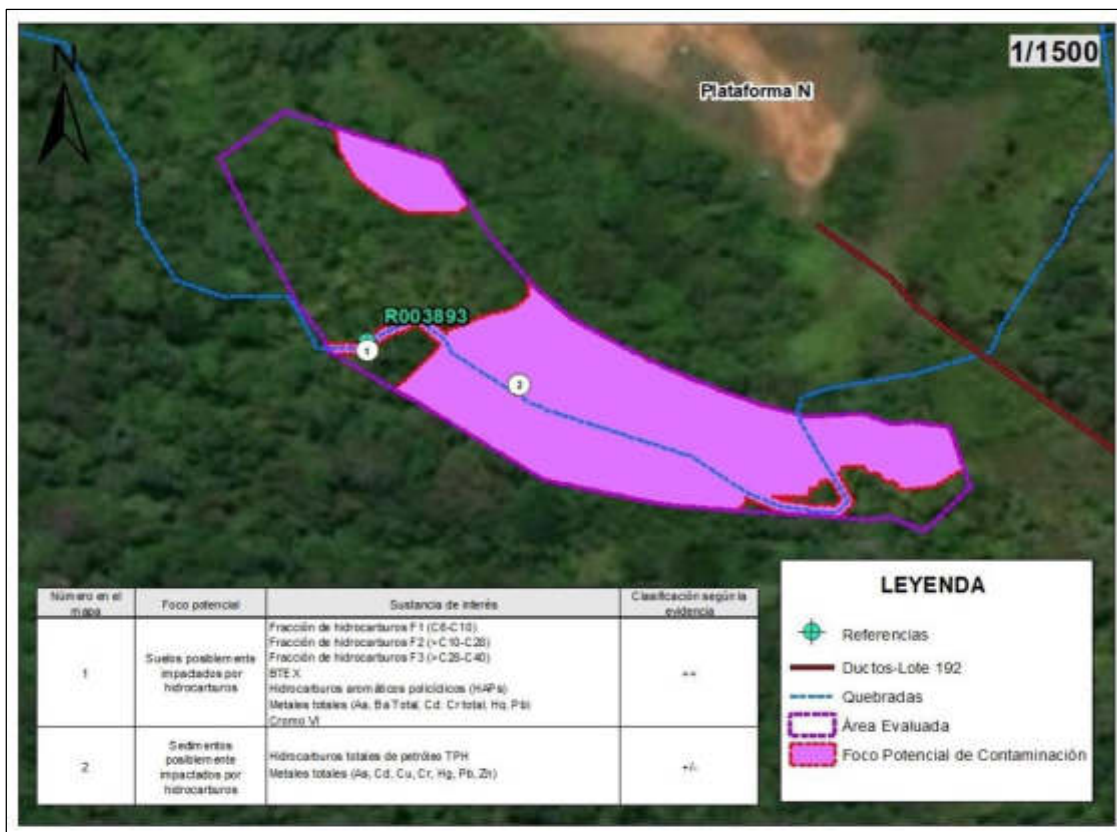 N
1/1500
Plataforma N
R003893
1
2
Número en el mapa
Foco potencial
Sustancia de interés
Clasificación según la evidencia
1
Suelos posiblemente
impactados por
hidrocarburos
Fracción de hidrocarburos F1 (C6-C10)
Fracción de hidrocarburos F2 (>C10-C28)
Fracción de hidrocarburos F3 (>C28-C40)
BTEX
Hidrocarburos aromáticos policíclicos (HAPs)
Metales totales (As, Ba Total, Cd, Cr total, Hg, Pb)
Cromo VI
++
2
Sedimentos
posiblemente
impactados por
hidrocarburos
Hidrocarburos totales de petróleo TPH
Metales totales (As, Cd, Cu, Cr, Hg, Pb, Zn)
+/-
LEYENDA
Referencias
Ductos-Lote 192
Quebradas
Área Evaluada
Foco Potencial de Contaminación